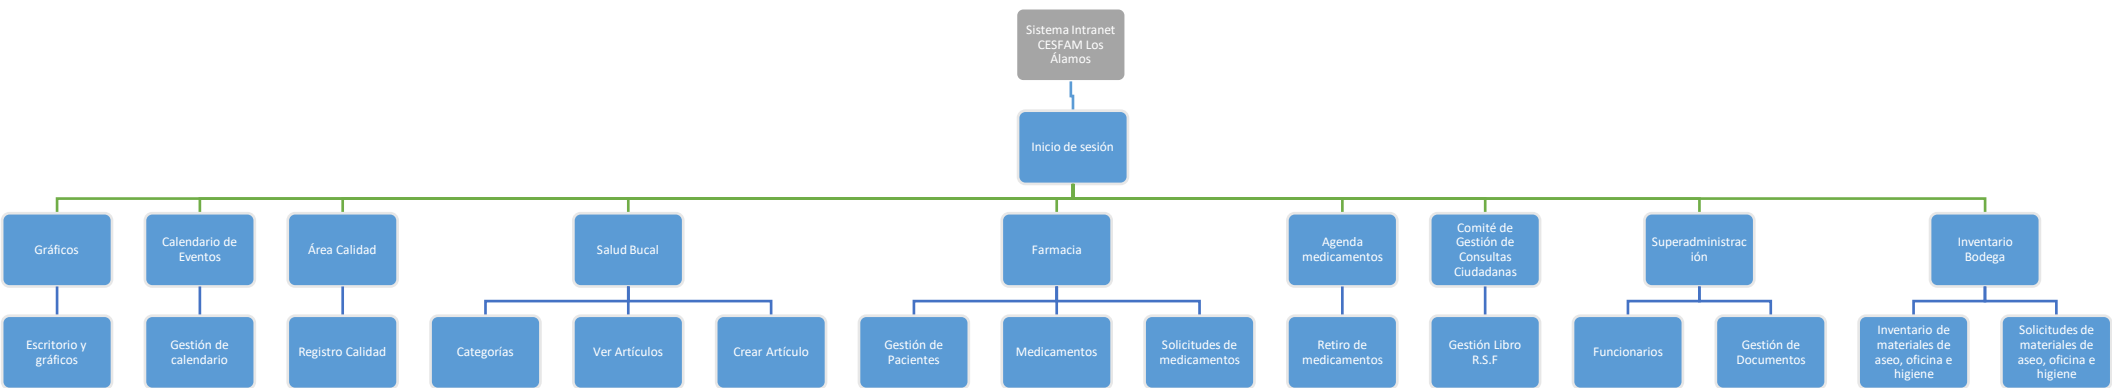 Sistema Intranet
CESFAM Los
Álamos
Inicio de sesión
Gráficos
Calendario de
Eventos
Área Calidad
Salud Bucal
Farmacia
Agenda
medicamentos
Comité de
Gestión de
Consultas
Ciudadanas
Superadministrac
ión
Inventario
Bodega
Escritorio y
gráficos
Gestión de
calendario
Registro Calidad
Categorías
Ver Artículos
Crear Artículo
Gestión de
Pacientes
Medicamentos
Solicitudes de
medicamentos
Retiro de
medicamentos
Gestión Libro
R.S.F
Funcionarios
Gestión de
Documentos
Inventario de
materiales de
aseo, oficina e
higiene
Solicitudes de
materiales de
aseo, oficina e
higiene